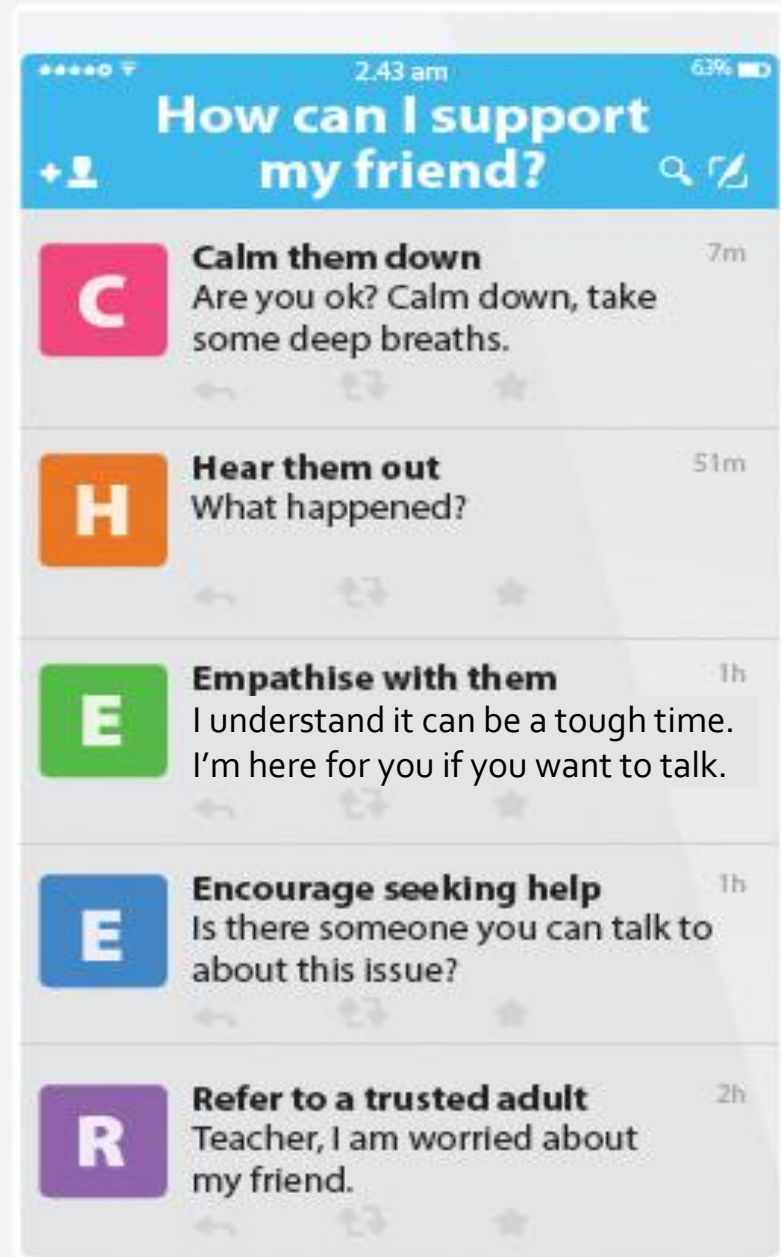 2.43 am
63%
How can I support
my friend?
C
Calm them down
7m
Are you ok? Calm down, take
some deep breaths.
H
Hear them out
51m
What happened?
E
Empathise with them
1h
I understand it can be a tough time.
I'm here for you if you want to talk.
E
Encourage seeking help
1h
Is there someone you can talk to
about this issue?
R
Refer to a trusted adult
2h
Teacher, I am worried about
my friend.